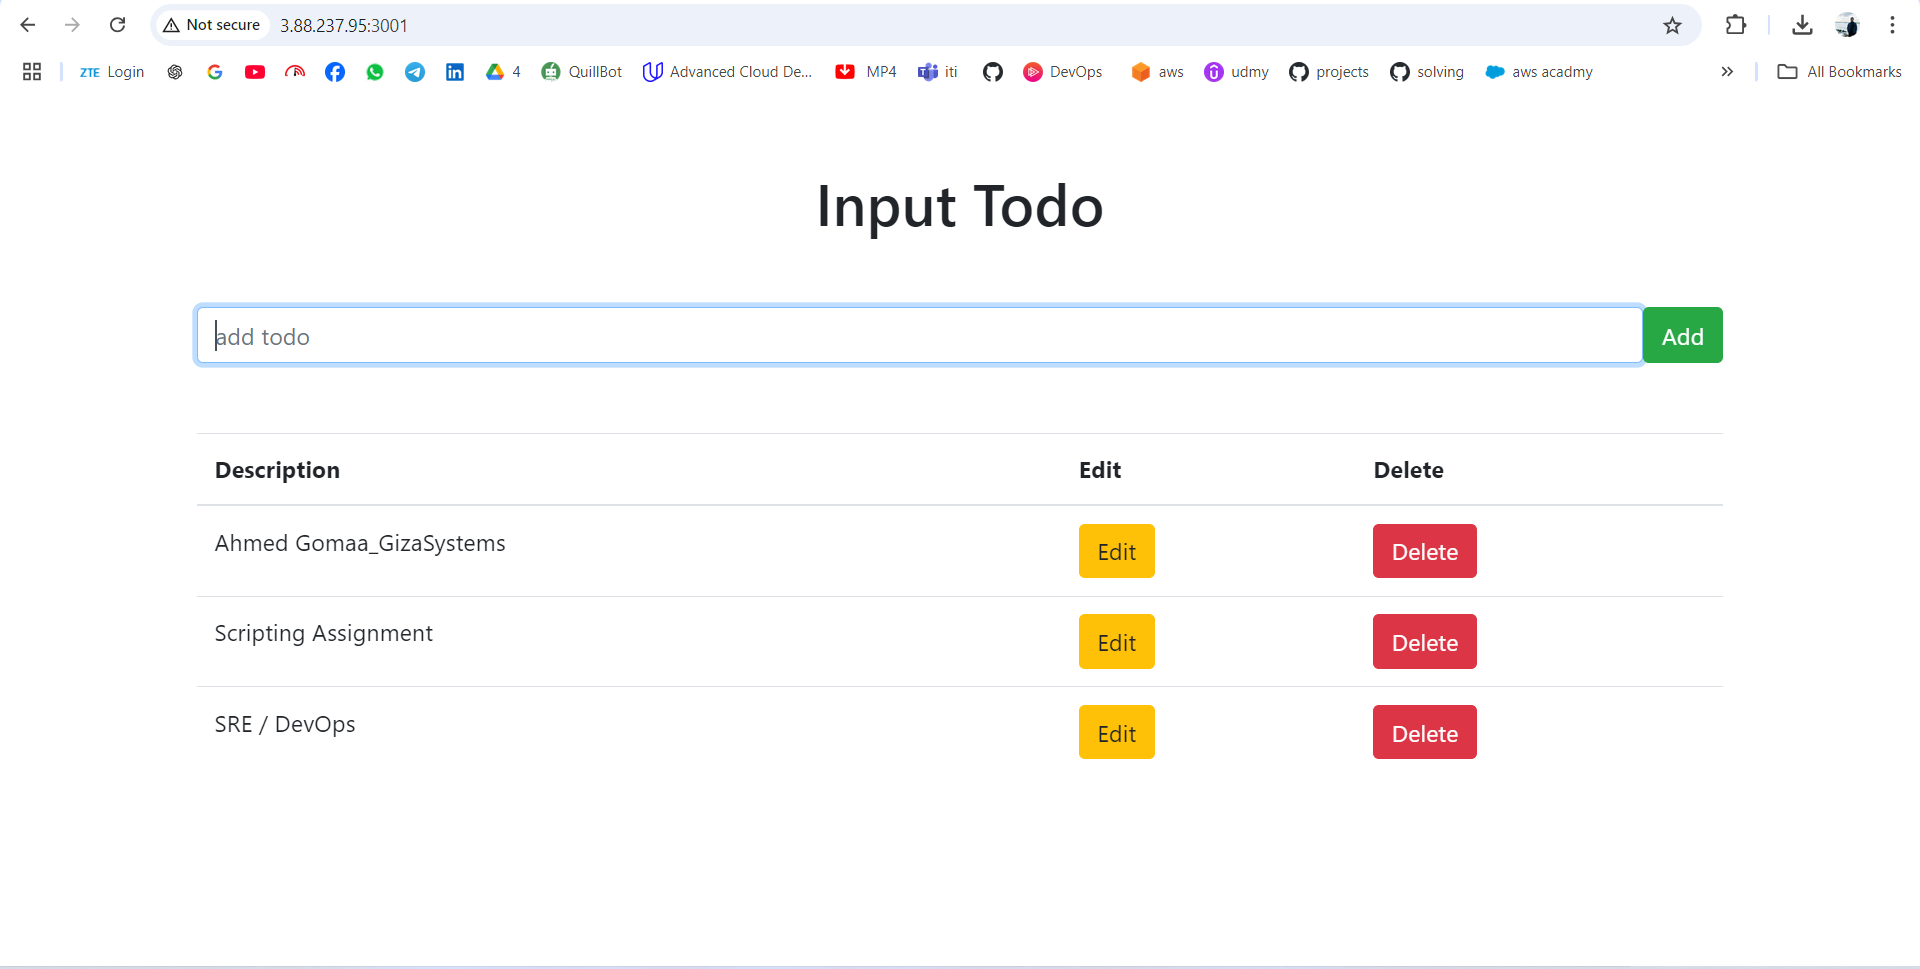 Not secure 3.88.237.95:3001
ZTE Login 4 QuillBot Advanced Cloud De... MP4 iti DevOps aws udmy projects solving aws acadmy » All Bookmarks
Input Todo
add todo Add
Description Edit Delete
Ahmed Gomaa_GizaSystems Edit Delete
Scripting Assignment Edit Delete
SRE / DevOps Edit Delete